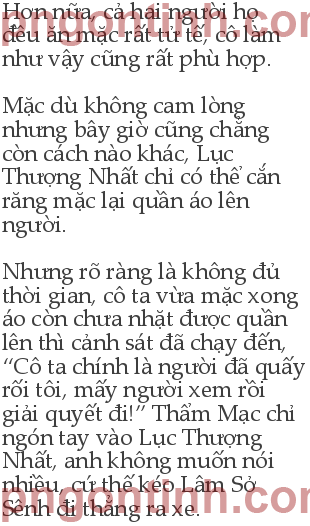 Hơn nữa, cả hai người họ
đều ăn mặc rất tử tế, cô làm
như vậy cũng rất phù hợp.
Mặc dù không cam lòng
nhưng bây giờ cũng chẳng
còn cách nào khác, Lục
Thượng Nhất chỉ có thể cắn
răng mặc lại quần áo lên
người.
Nhưng rõ ràng là không đủ
thời gian, cô ta vừa mặc xong
áo còn chưa nhặt được quần
lên thì cảnh sát đã chạy đến,
“Cô ta chính là người đã quấy
rối tôi, mấy người xem rồi
giải quyết đi!” Thẩm Mạc chỉ
ngón tay vào Lục Thượng
Nhất, anh không muốn nói
nhiều, cứ thế kéo Lâm Sở
Sênh đi thẳng ra xe.
pngontinh.com
pngontinh.com